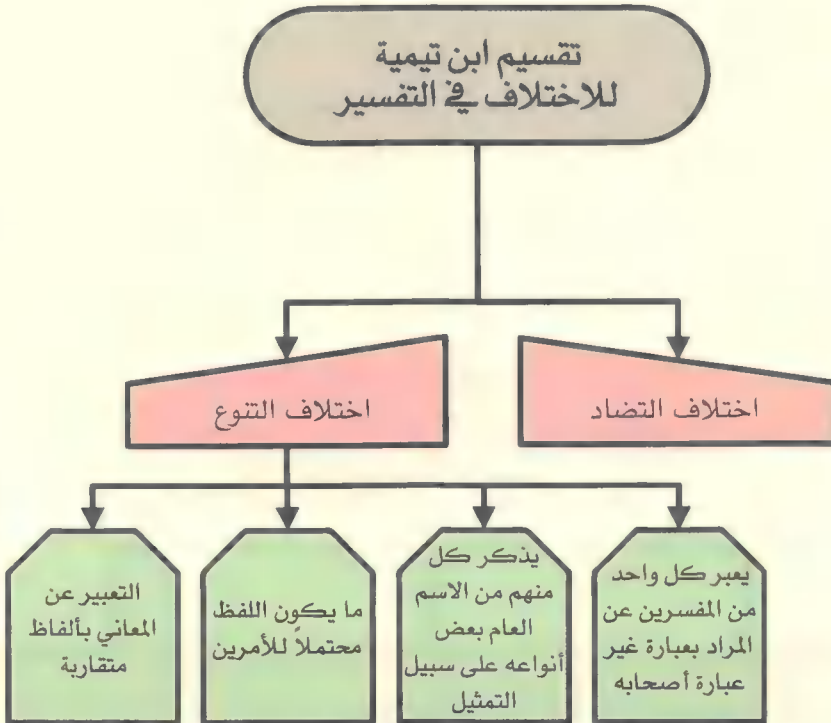 تقسيم ابن تيمية
للاختلاف في التفسير
اختلاف التضاد
اختلاف التنوع
يعبر كل واحد
من المفسرين عن
المراد بعبارة غير
عبارة أصحابه
يذكر كل
منهم من الاسم
العام بعض
أنواعه على سبيل
التمثيل
ما يكون اللفظ
محتملاً للأمرين
التعبير عن
المعاني بألفاظ
متقاربة